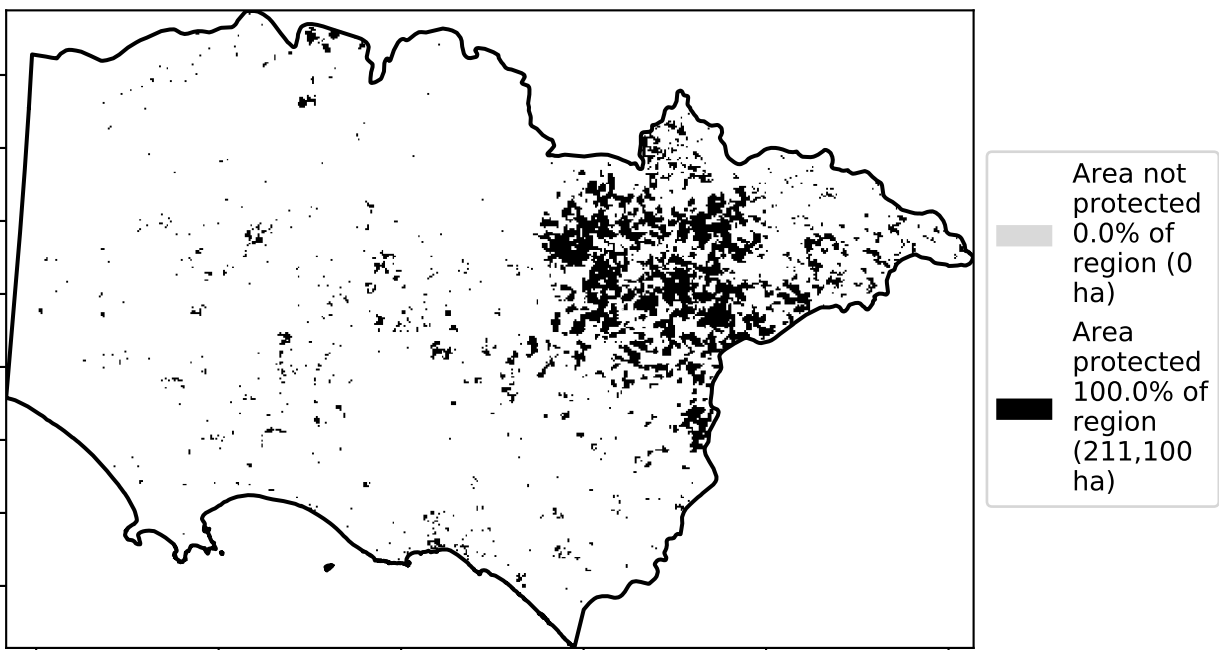 Area not
protected
0.0% of
region (0
ha)
Area
protected
100.0% of
region
(211,100
ha)